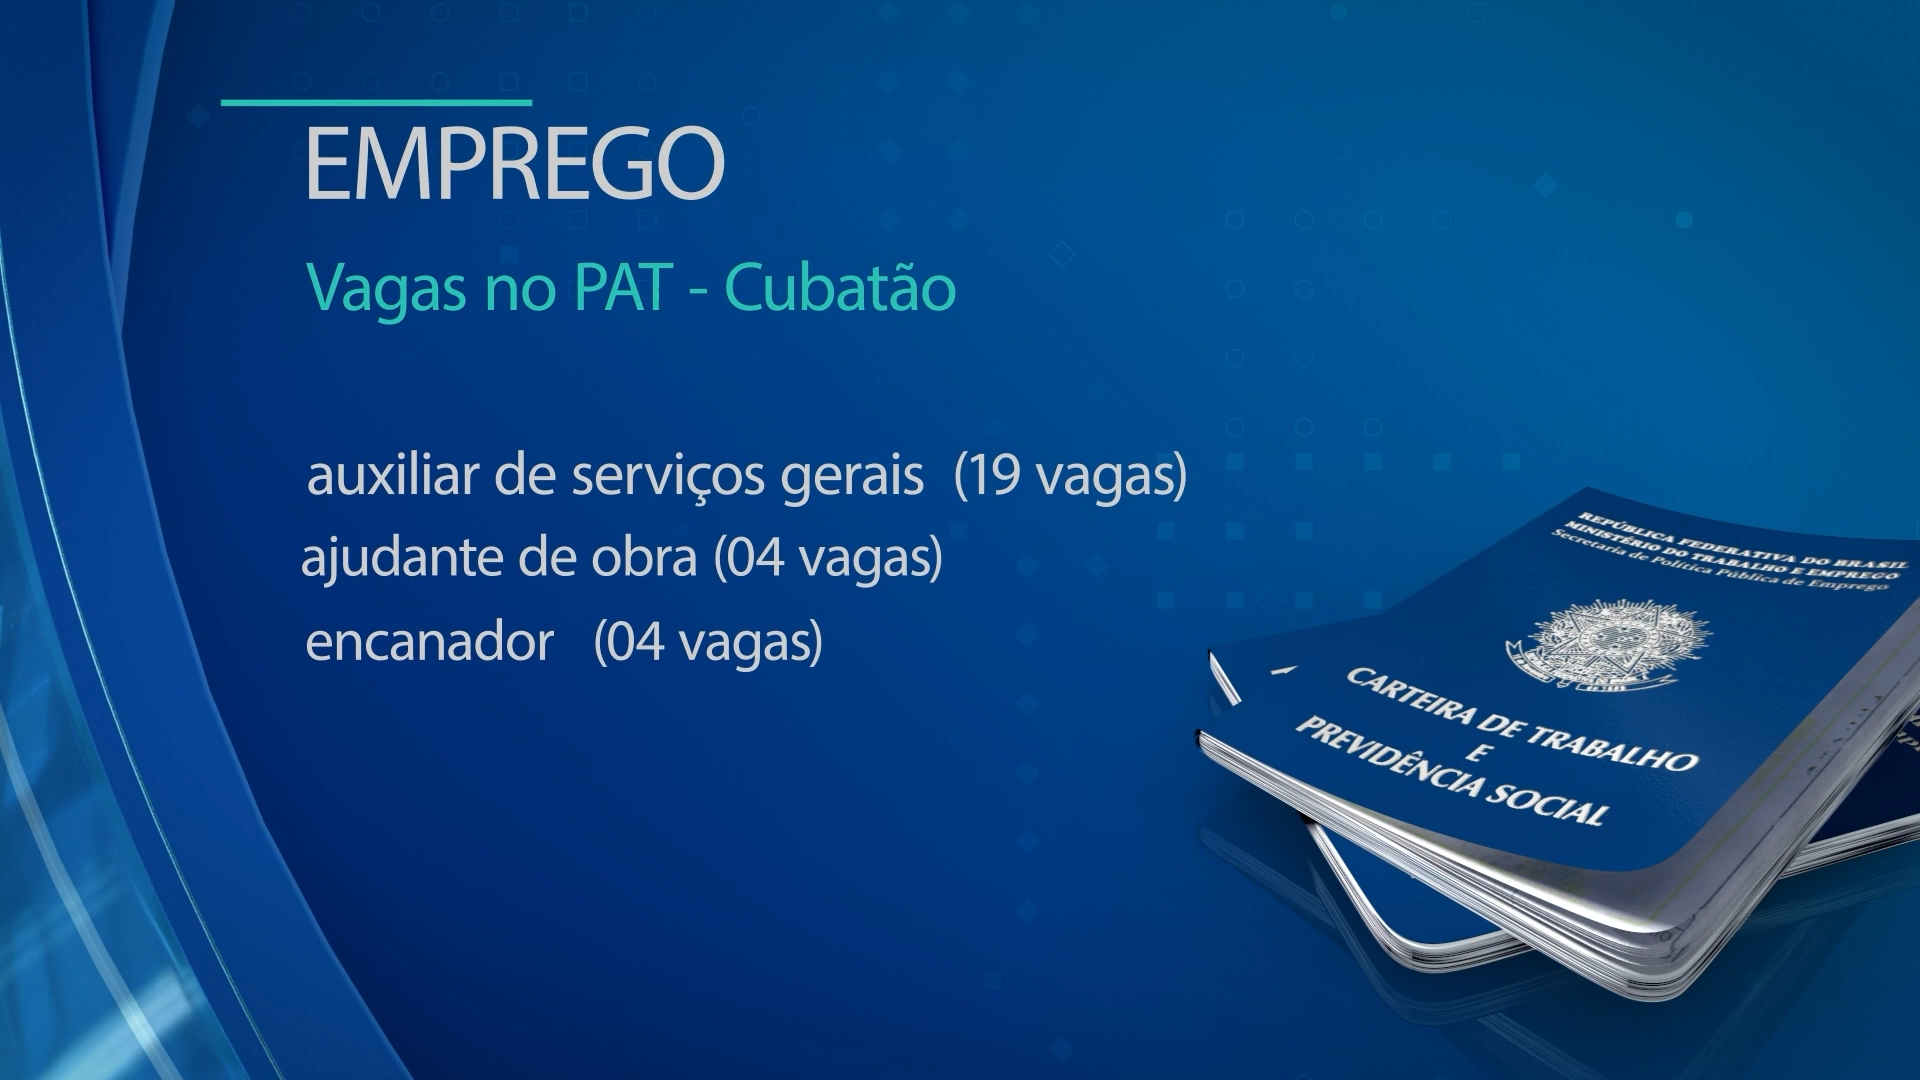 EMPREGO
Vagas no PAT - Cubatão
auxiliar de serviços gerais (19 vagas)
ajudante de obra (04 vagas)
encanador (04 vagas)
REPÚBLICA FEDERATIVA DO BRASIL
MINISTÉRIO DO TRABALHO E EMPREGO
Secretaria de Política Pública de Emprego
CARTEIRA DE TRABALHO
E
PREVIDÊNCIA SOCIAL